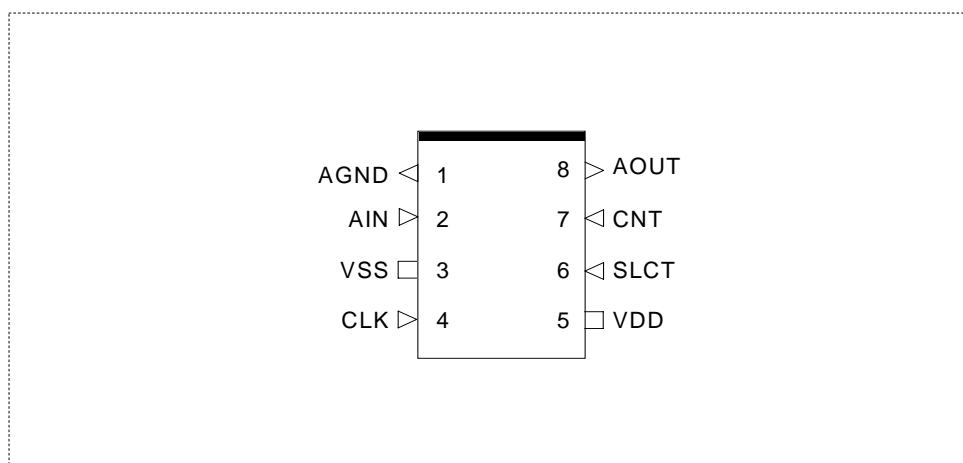 AGND 1 8 AOUT
AIN 2 7 CNT
VSS 3 6 SLCT
CLK 4 5 VDD